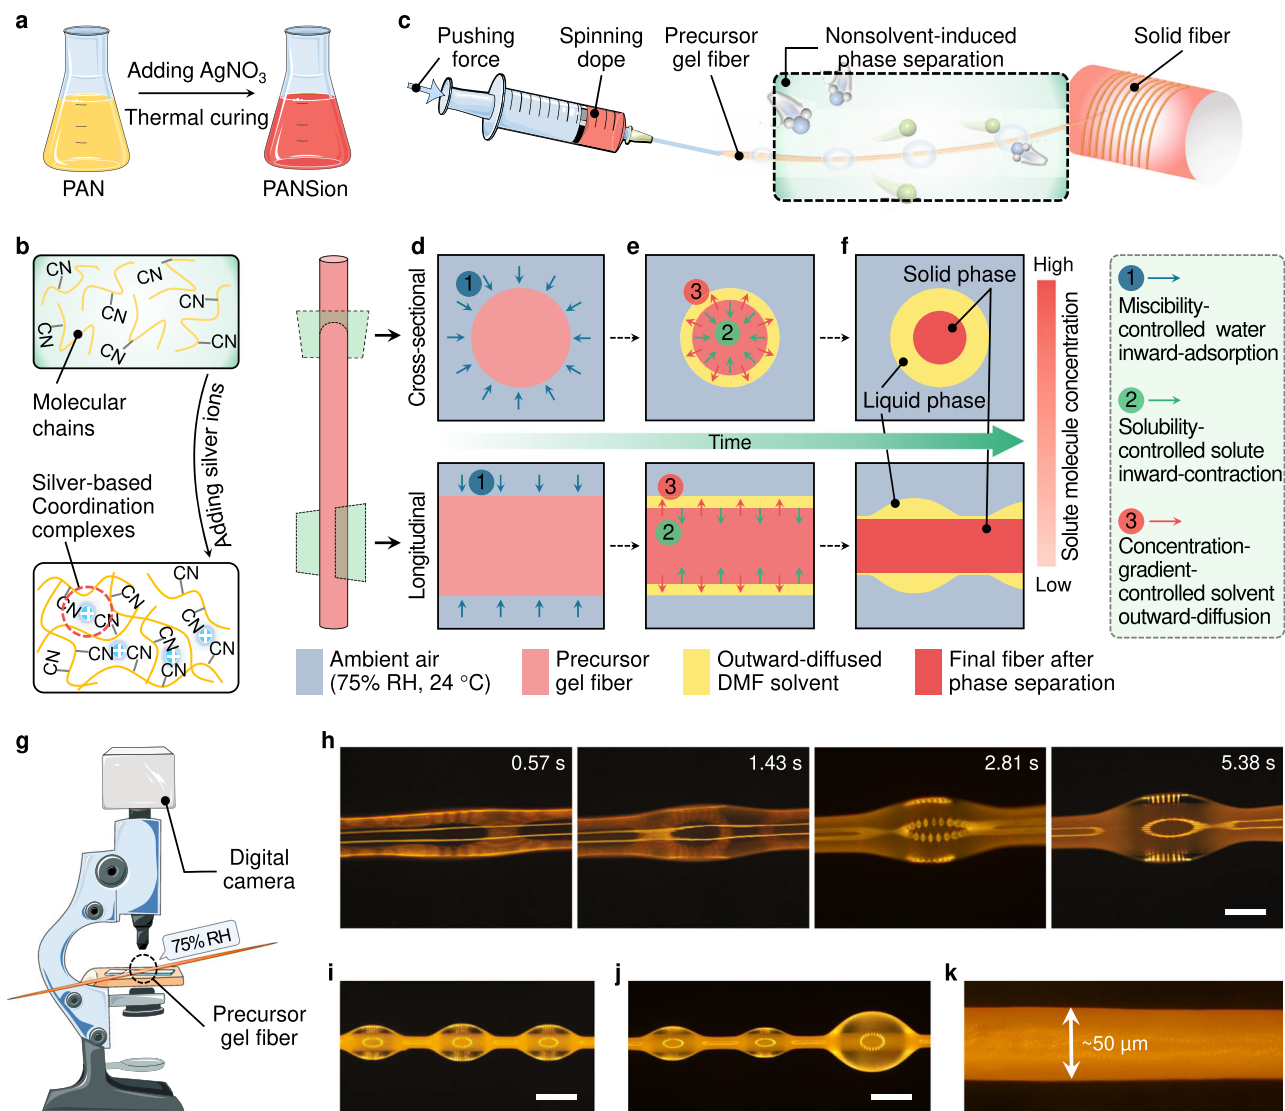 a
Adding AgNO3
Thermal curing
PAN
PANSion
c
Pushing
force
Spinning
dope
Precursor
gel fiber
Nonsolvent-induced
phase separation
Solid fiber
b
CN
CN
CN
CN
CN
CN
CN
Molecular
chains
Adding silver ions
Silver-based
Coordination
complexes
CN
CN
CN
CN
CN
CN
CN
CN
CN
CN
d
Cross-sectional
1
e
3
2
f
Solid phase
Liquid phase
Time
Longitudinal
1
3
2
High
Solute molecule concentration
Low
1
Miscibility-
controlled water
inward-adsorption
2
Solubility-
controlled solute
inward-contraction
3
Concentration-
gradient-
controlled solvent
outward-diffusion
Ambient air
(75% RH, 24 °C)
Precursor
gel fiber
Outward-diffused
DMF solvent
Final fiber after
phase separation
g
Digital
camera
75% RH
Precursor
gel fiber
h
0.57 s
1.43 s
2.81 s
5.38 s
i
j
k
~50 μm